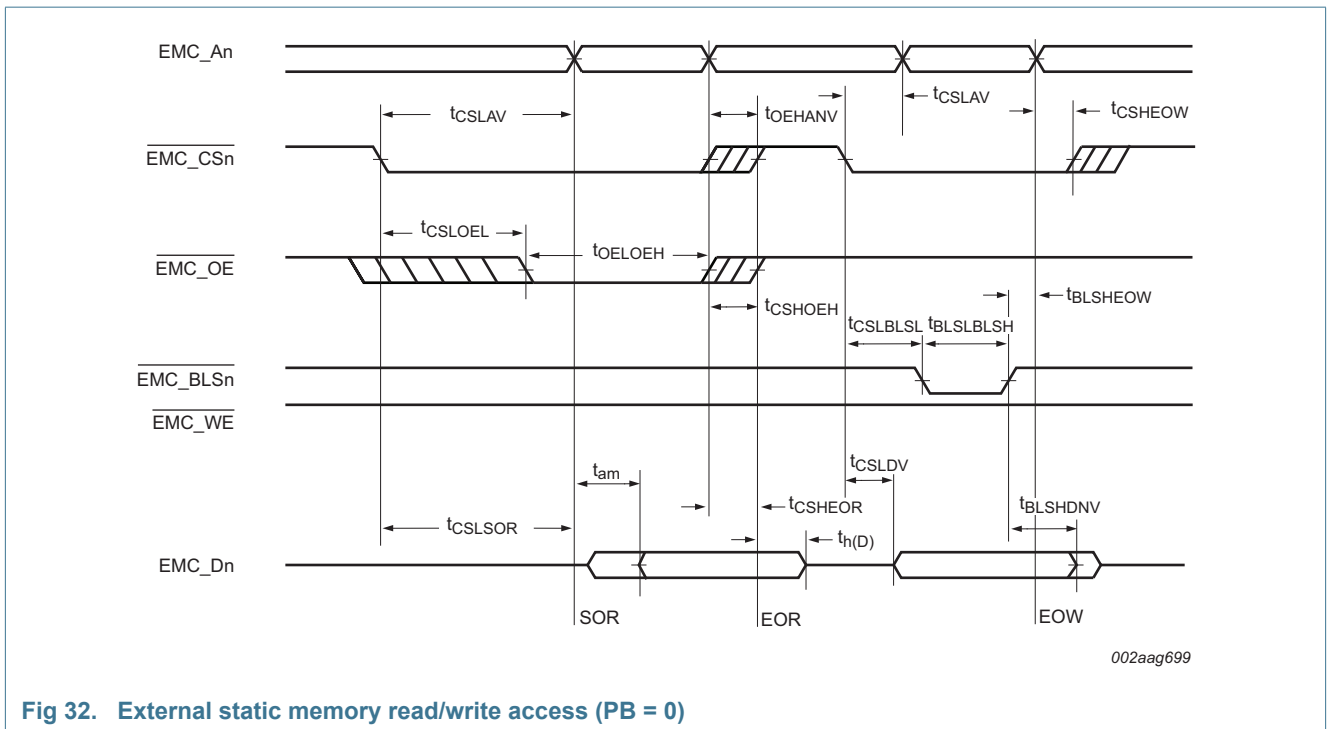 EMC_An
tCSLAV
tOEHANV
tCSLAV
tCSHEOW
EMC_CSn
tCSLOEL
tOELOEH
EMC_OE
tCSHOEH
tBLSHEOW
tCSLBLSL
tBLSLBLSH
EMC_BLSn
EMC_WE
tam
tCSLDV
tCSLSOR
tCSHEOR
tBLSHDNV
th(D)
EMC_Dn
SOR
EOR
EOW
002aag699
Fig 32. External static memory read/write access (PB = 0)